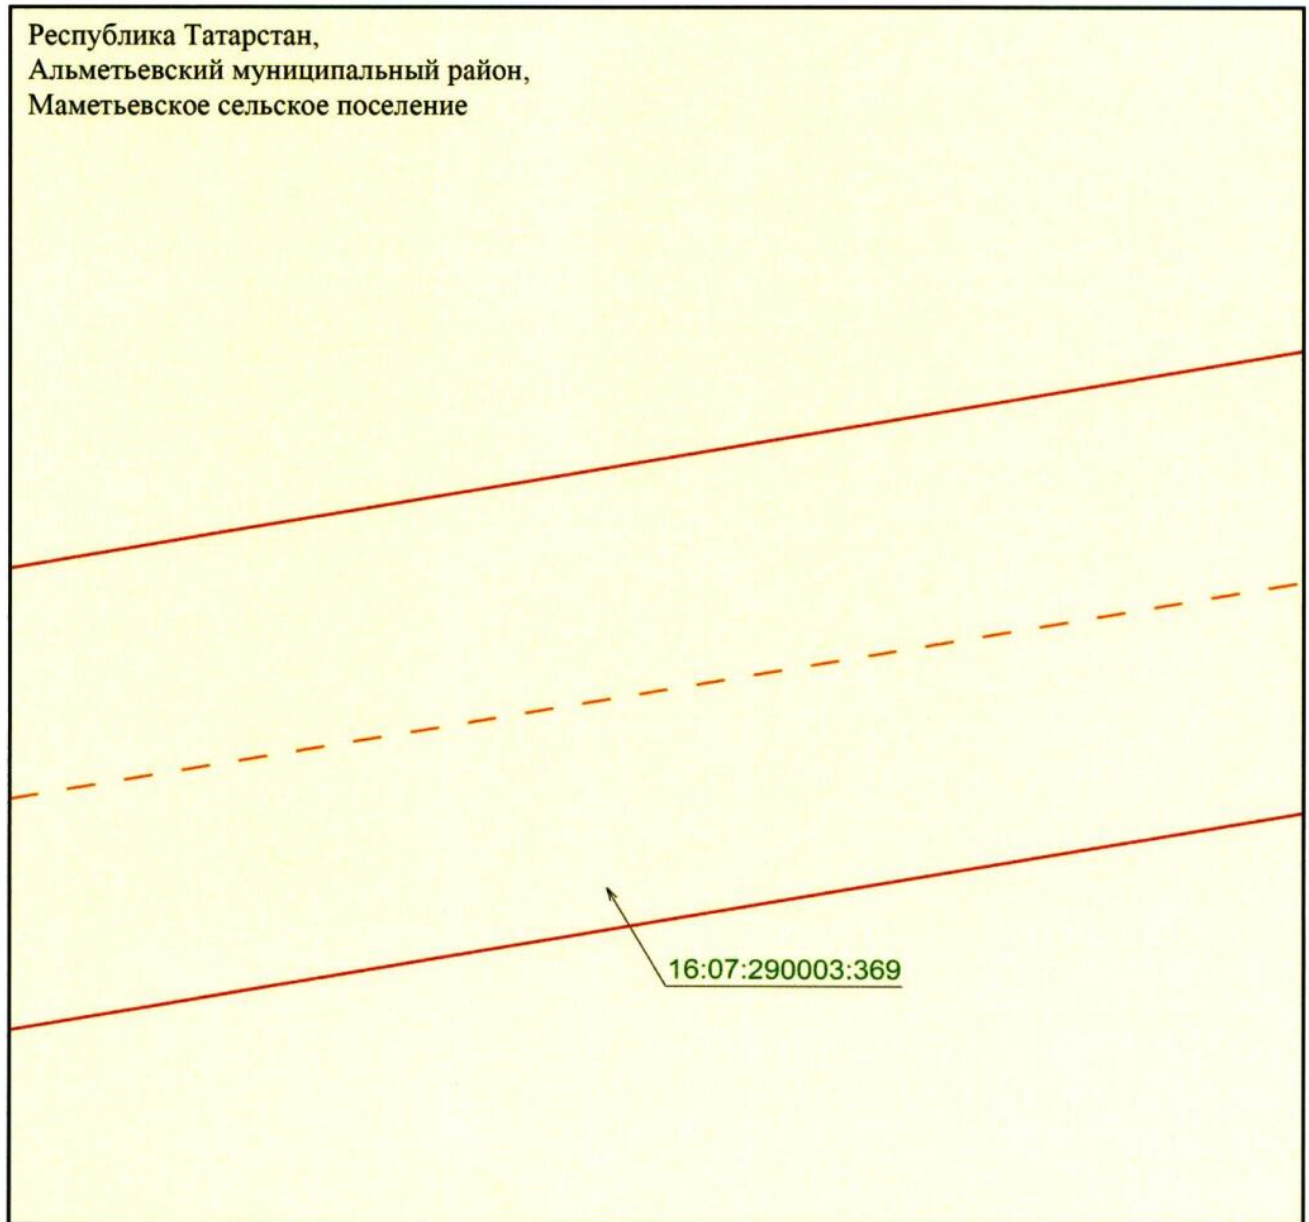 Республика Татарстан,
Альметьевский муниципальный район,
Маметьевское сельское поселение
16:07:290003:369